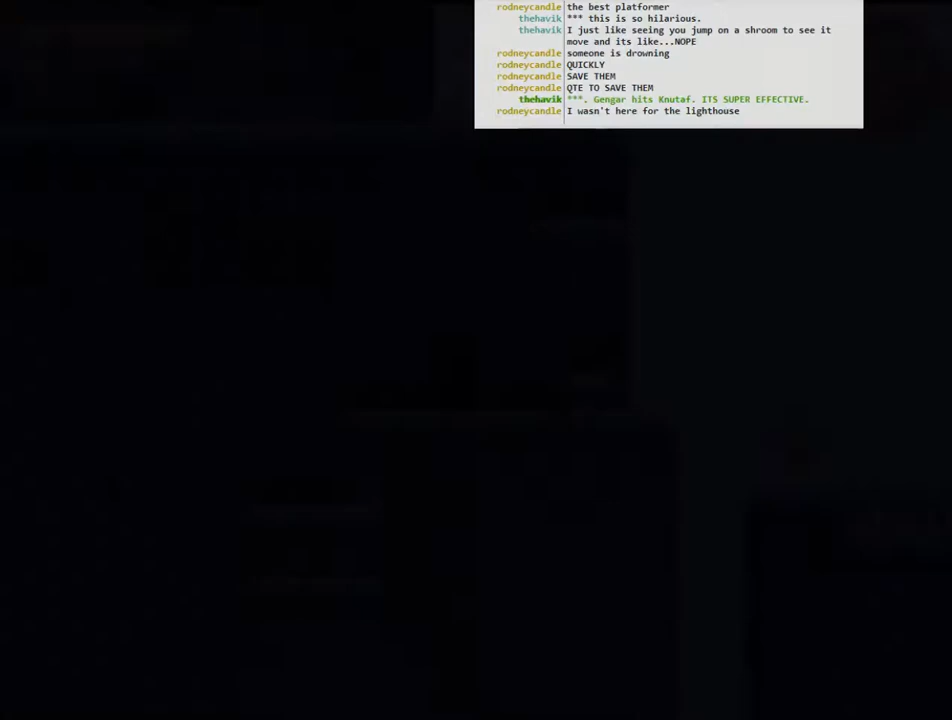 rodneycandle the best platformer
thehavik *** this is so hilarious.
thehavik I just like seeing you jump on a shroom to see it
move and its like...NOPE
rodneycandle someone is drowning
rodneycandle QUICKLY
rodneycandle SAVE THEM
rodneycandle QTE TO SAVE THEM
thehavik ***. Gengar hits Knutaf. ITS SUPER EFFECTIVE.
rodneycandle I wasn't here for the lighthouse